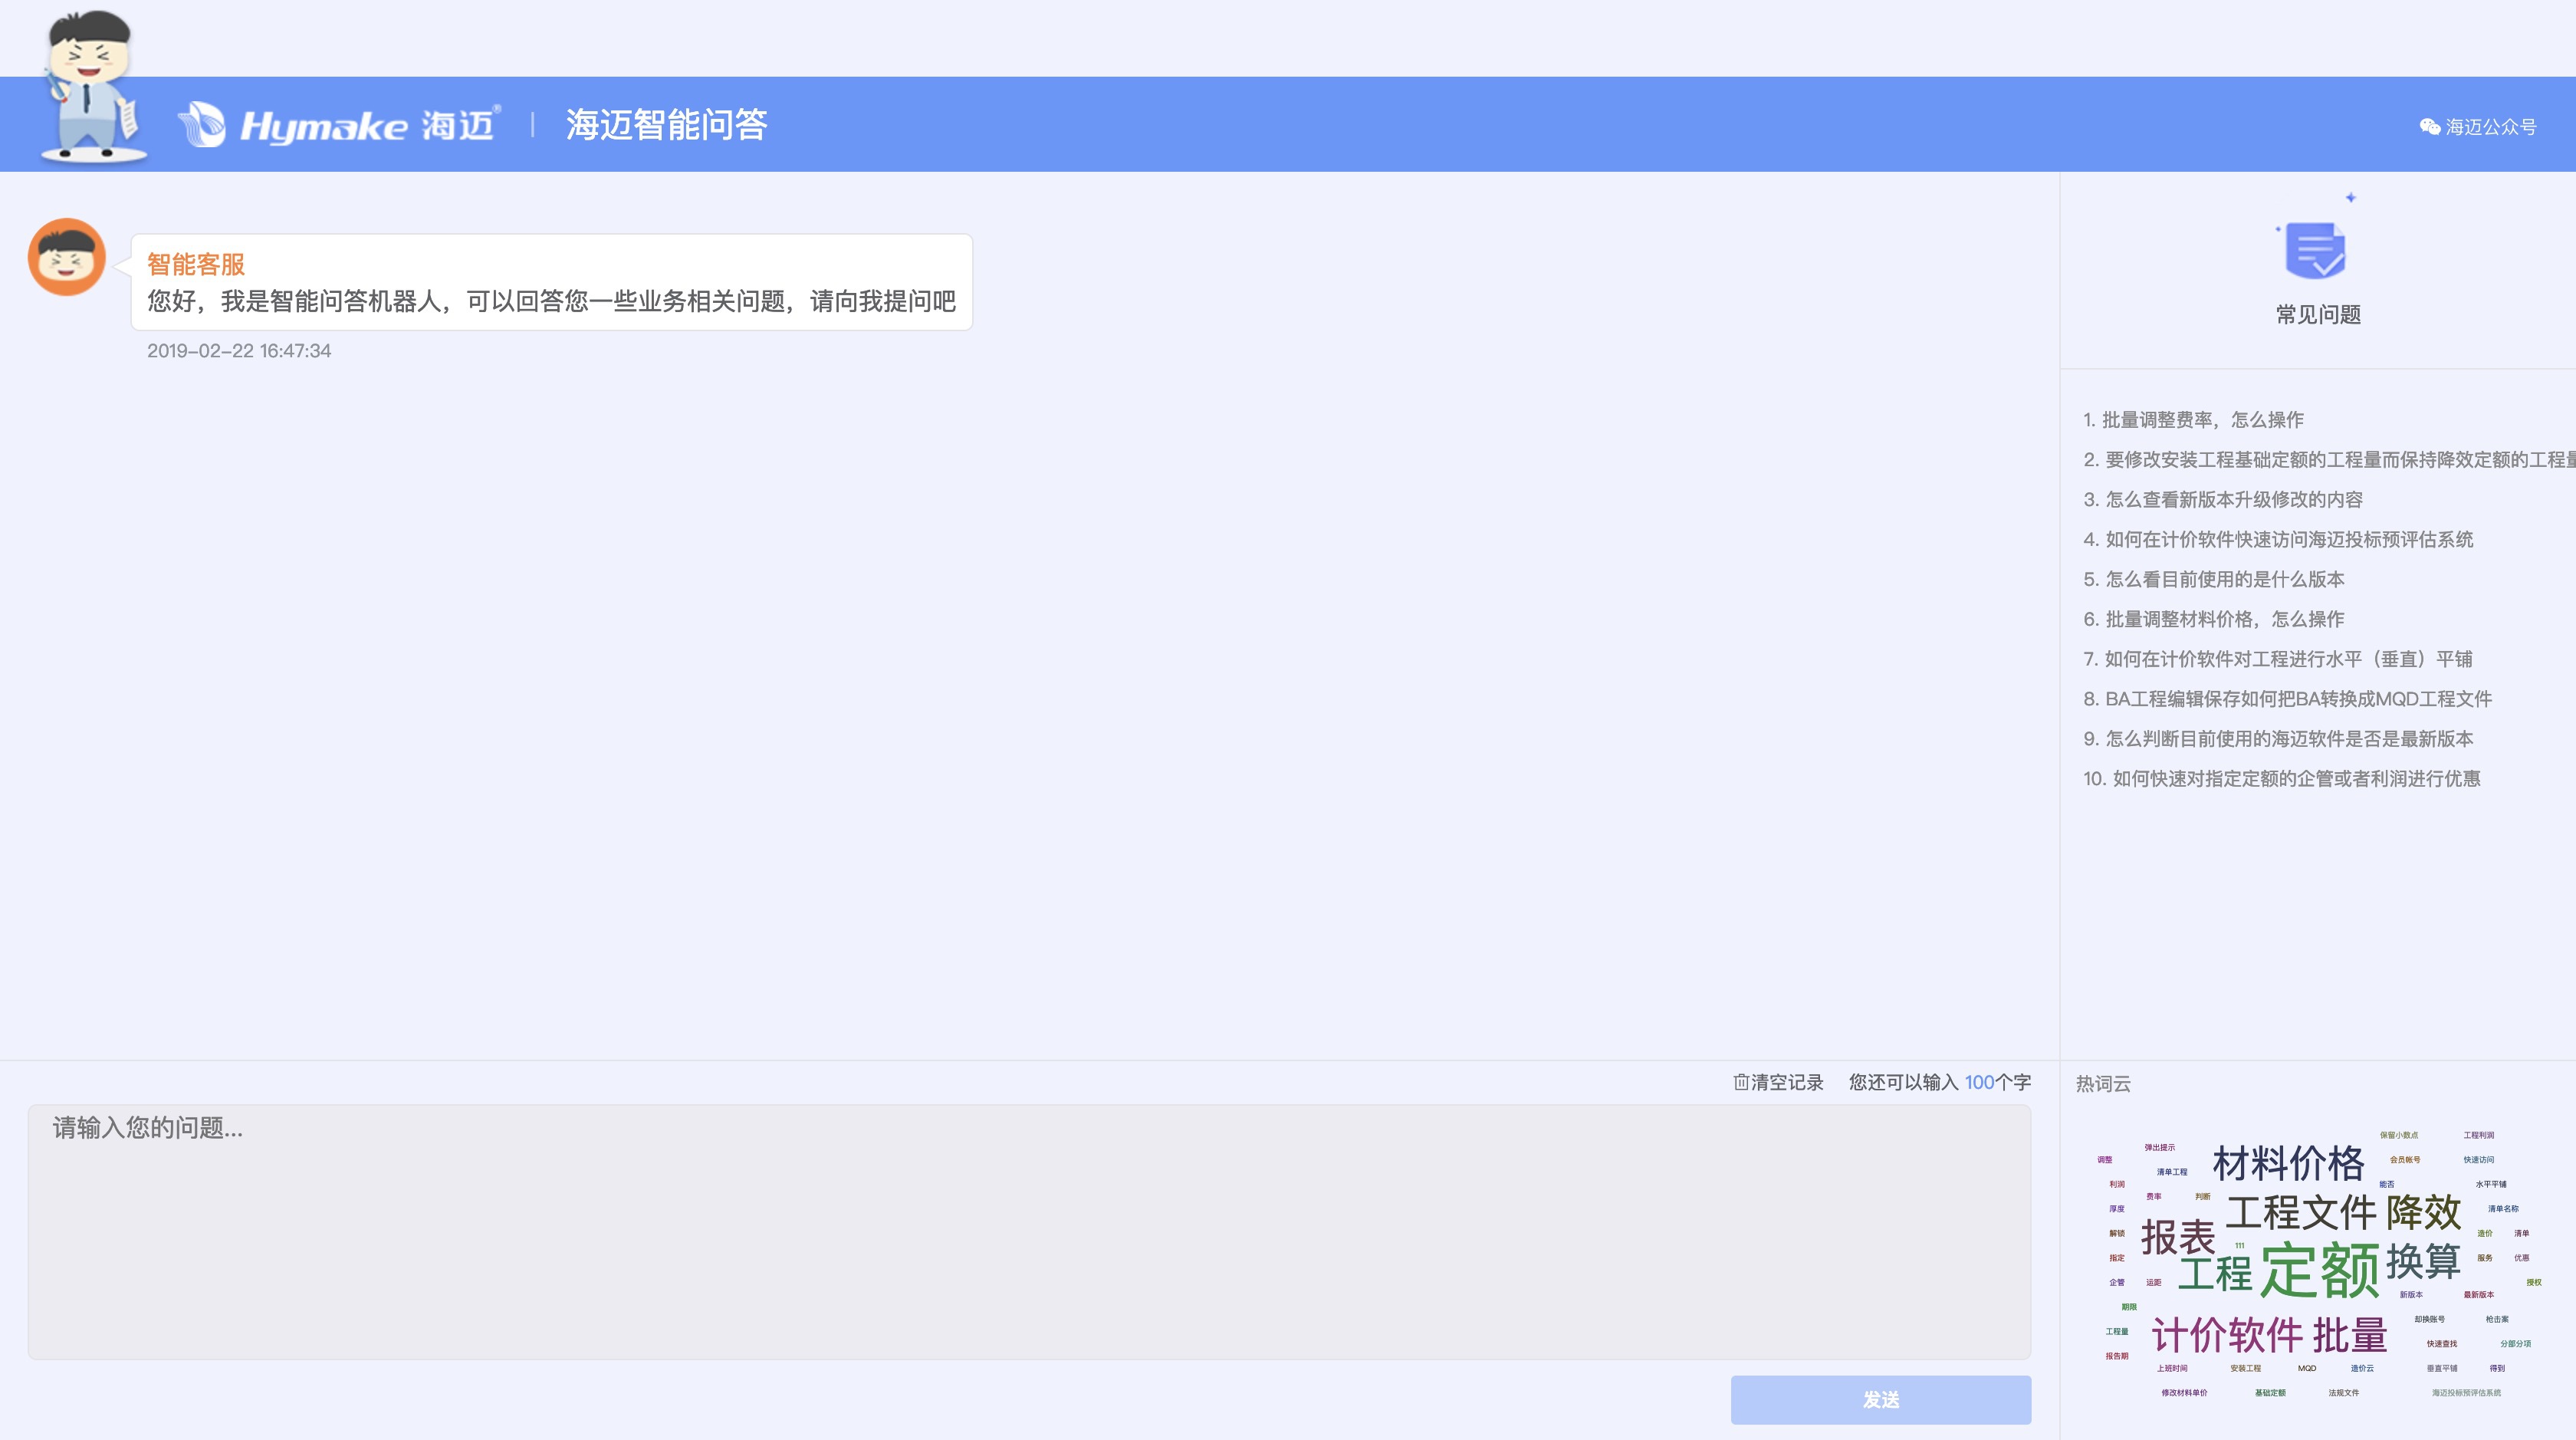 Hymake 海迈®
海迈智能问答
海迈公众号
智能客服
您好，我是智能问答机器人，可以回答您一些业务相关问题，请向我提问吧
2019-02-22 16:47:34
常见问题
1. 批量调整费率，怎么操作
2. 要修改安装工程基础定额的工程量而保持降效定额的工程量
3. 怎么查看新版本升级修改的内容
4. 如何在计价软件快速访问海迈投标预评估系统
5. 怎么看目前使用的是什么版本
6. 批量调整材料价格，怎么操作
7. 如何在计价软件对工程进行水平（垂直）平铺
8. BA工程编辑保存如何把BA转换成MQD工程文件
9. 怎么判断目前使用的海迈软件是否是最新版本
10. 如何快速对指定定额的企管或者利润进行优惠
清空记录 您还可以输入 100个字
请输入您的问题...
发送
热词云
保留小数点 工程利润
弹出提示
调整 材料价格 会员帐号 快速访问
清单工程
利润 能否 水平平铺
费率 判断
厚度 工程文件 降效 清单名称
解锁 报表 造价 清单
111
指定 工程 定额 换算 服务 优惠
企管 运距 授权
新版本 最新版本
期限
却换账号 枪击案
工程量 计价软件 批量
快速查找 分部分项
报告期
上班时间 安装工程 MQD 造价云 垂直平铺 得到
修改材料单价 基础定额 法规文件 海迈投标预评估系统